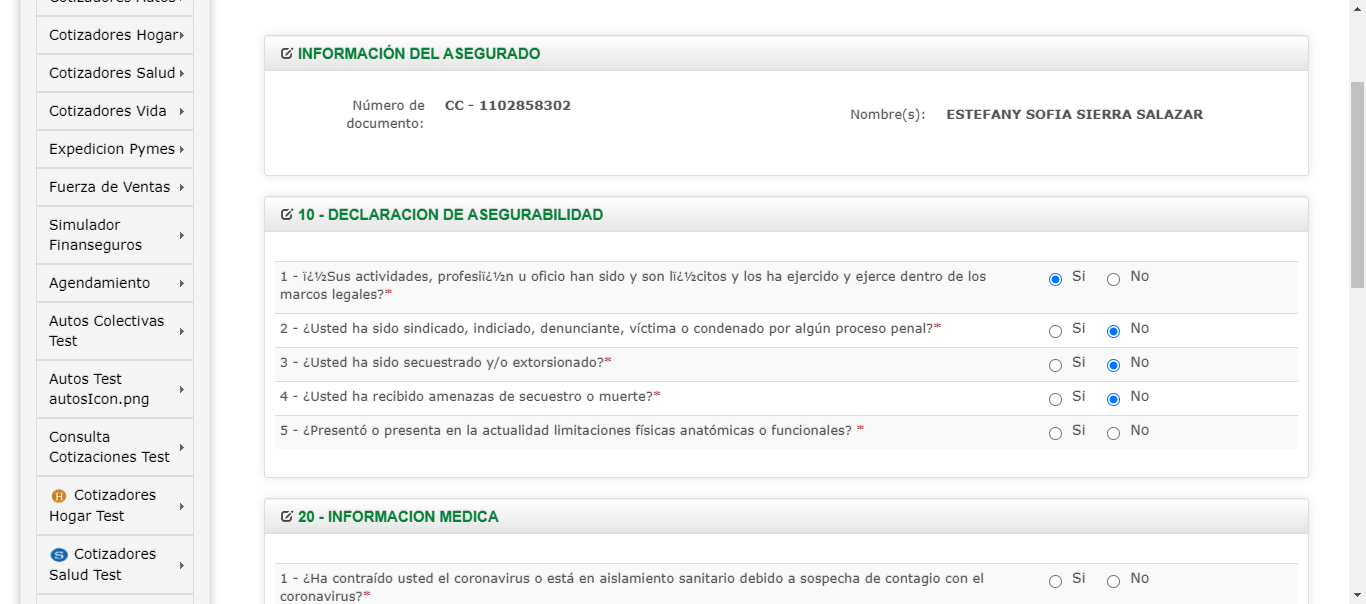 Cotizadores Autos
Cotizadores Hogar
Cotizadores Salud
Cotizadores Vida
Expedicion Pymes
Fuerza de Ventas
Simulador
Finanseguros
Agendamiento
Autos Colectivas
Test
Autos Test
autosIcon.png
Consulta
Cotizaciones Test
H Cotizadores
Hogar Test
S Cotizadores
Salud Test
INFORMACIÓN DEL ASEGURADO
Número de
documento:
CC - 1102858302
Nombre(s): ESTEFANY SOFIA SIERRA SALAZAR
10 - DECLARACION DE ASEGURABILIDAD
1 - ï¿½Sus actividades, profesiï¿½n u oficio han sido y son lï¿½citos y los ha ejercido y ejerce dentro de los
marcos legales?*
Si No
2 - ¿Usted ha sido sindicado, indiciado, denunciante, víctima o condenado por algún proceso penal?* Si No
3 - ¿Usted ha sido secuestrado y/o extorsionado?* Si No
4 - ¿Usted ha recibido amenazas de secuestro o muerte?* Si No
5 - ¿Presentó o presenta en la actualidad limitaciones físicas anatómicas o funcionales? * Si No
20 - INFORMACION MEDICA
1 - ¿Ha contraído usted el coronavirus o está en aislamiento sanitario debido a sospecha de contagio con el
coronavirus?*
Si No